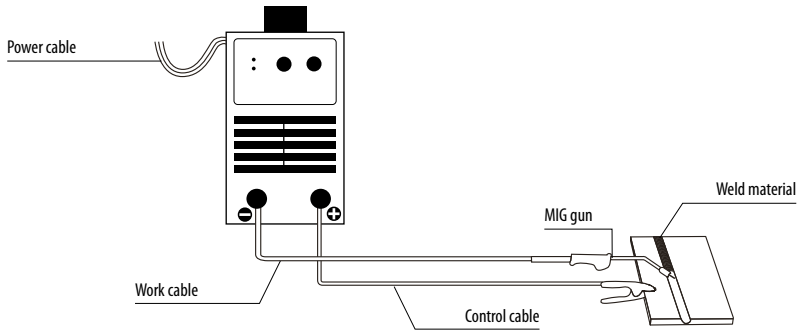 Power cable
Weld material
MIG gun
Work cable
Control cable